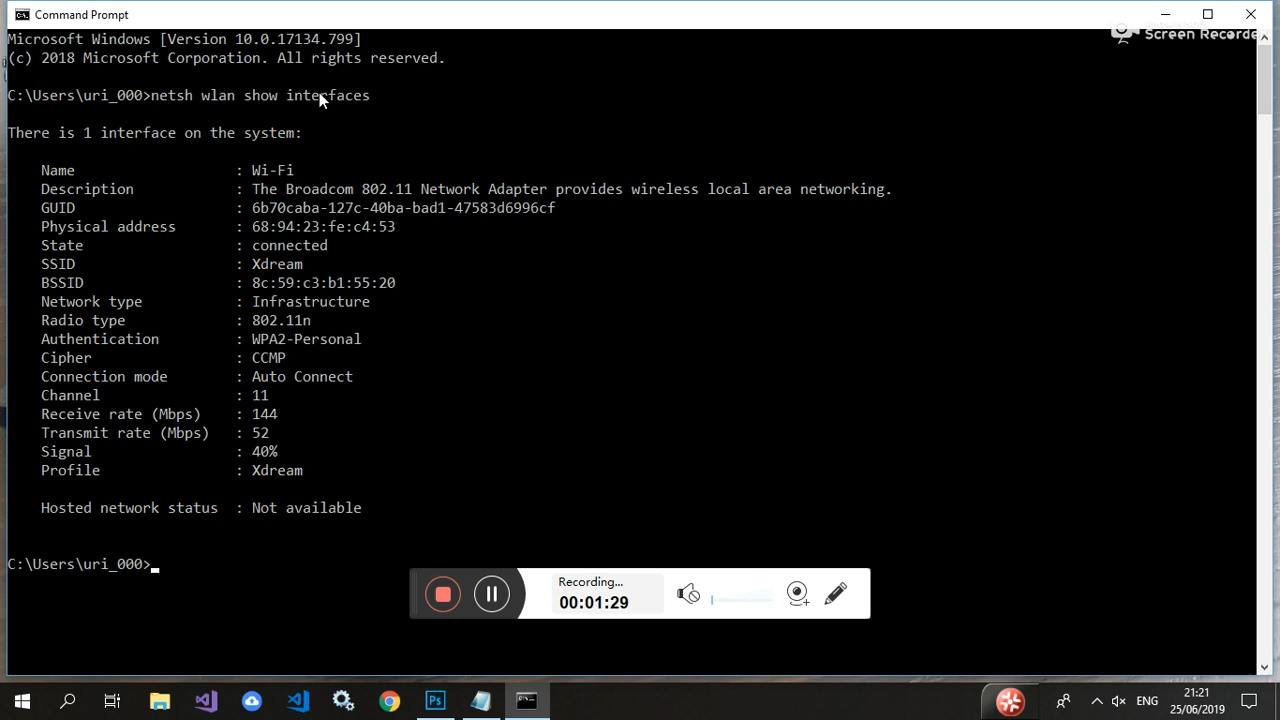 Command Prompt
Screen Recorder
Microsoft Windows [Version 10.0.17134.799]
(c) 2018 Microsoft Corporation. All rights reserved.
C:\Users\uri_000>netsh wlan show interfaces
There is 1 interface on the system:
Name : Wi-Fi
Description : The Broadcom 802.11 Network Adapter provides wireless local area networking.
GUID : 6b70caba-127c-40ba-bad1-47583d6996cf
Physical address : 68:94:23:fe:c4:53
State : connected
SSID : Xdream
BSSID : 8c:59:c3:b1:55:20
Network type : Infrastructure
Radio type : 802.11n
Authentication : WPA2-Personal
Cipher : CCMP
Connection mode : Auto Connect
Channel : 11
Receive rate (Mbps) : 144
Transmit rate (Mbps) : 52
Signal : 40%
Profile : Xdream
Hosted network status : Not available
C:\Users\uri_000>
Recording...
00:01:29
Ps
ENG
21:21
25/06/2019